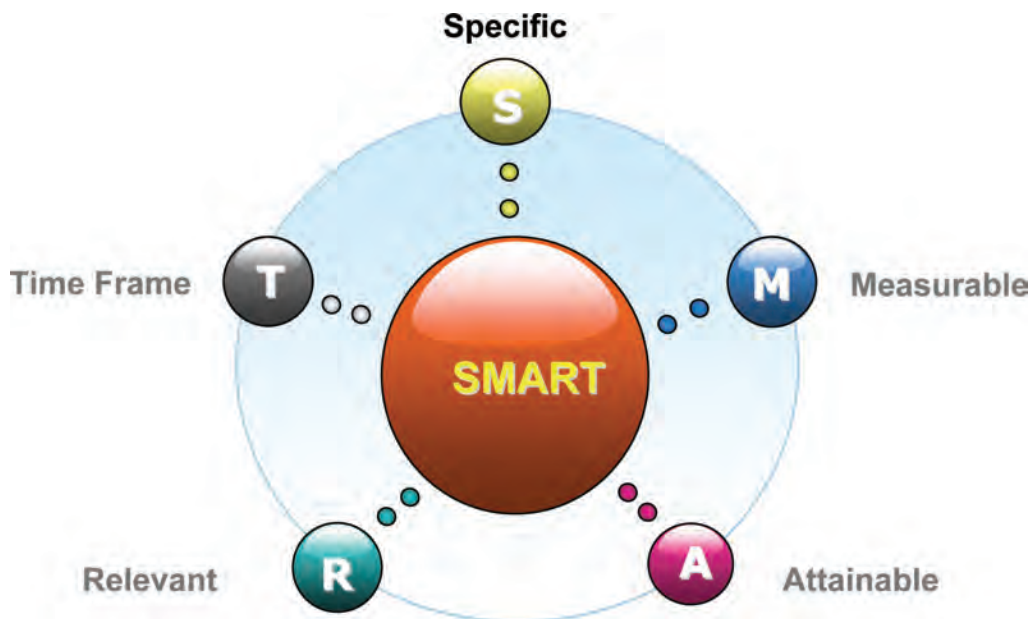 Specific
S
T
M
Time Frame
Measurable
SMART
R
A
Relevant
Attainable